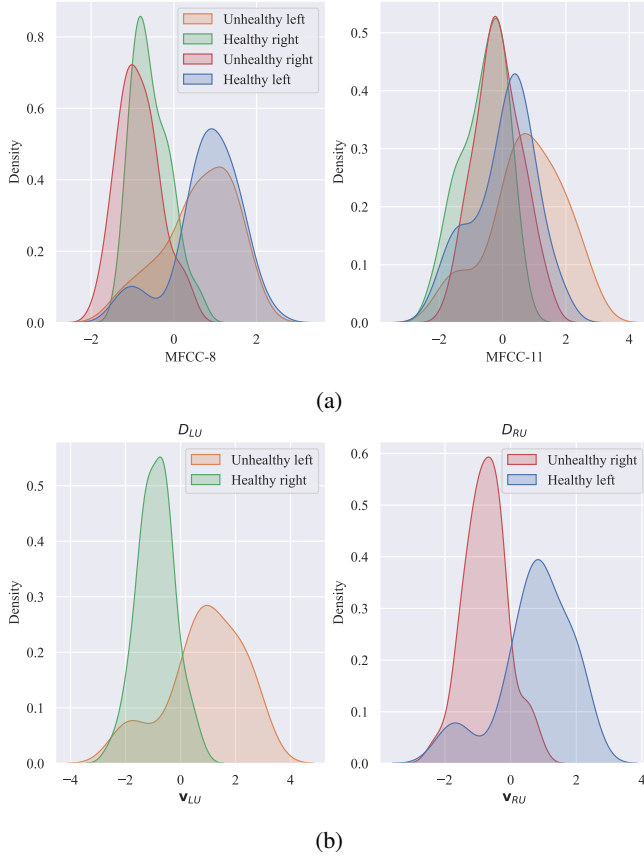 Unhealthy left
Healthy right
Unhealthy right
Healthy left
Density
0.8
0.6
0.4
0.2
0.0
−2
0
2
MFCC-8
Density
0.5
0.4
0.3
0.2
0.1
0.0
−2
0
2
4
MFCC-11
(a)
D_LU
Unhealthy left
Healthy right
Density
0.5
0.4
0.3
0.2
0.1
0.0
−4
−2
0
2
4
v_LU
D_RU
Unhealthy right
Healthy left
Density
0.6
0.5
0.4
0.3
0.2
0.1
0.0
−2
0
2
4
v_RU
(b)